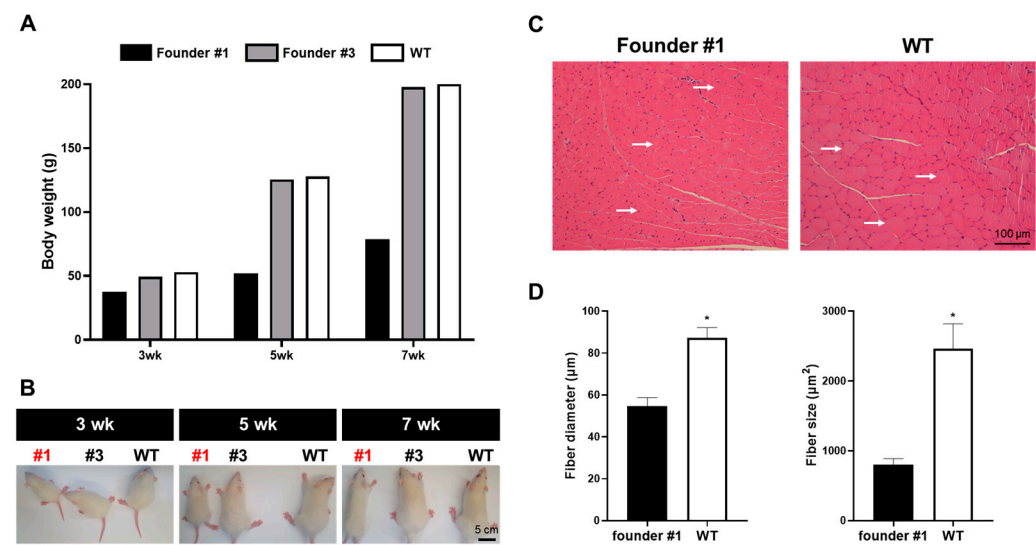 A
Founder #1 Founder #3 WT
Body weight (g)
200
150
100
50
0
3wk 5wk 7wk
B
3 wk 5 wk 7 wk
#1 #3 WT #1 #3 WT #1 #3 WT
5 cm
C
Founder #1 WT
100 µm
D
Fiber diameter (µm)
100
80
60
40
20
0
*
founder #1 WT
Fiber size (µm²)
3000
2000
1000
0
*
founder #1 WT